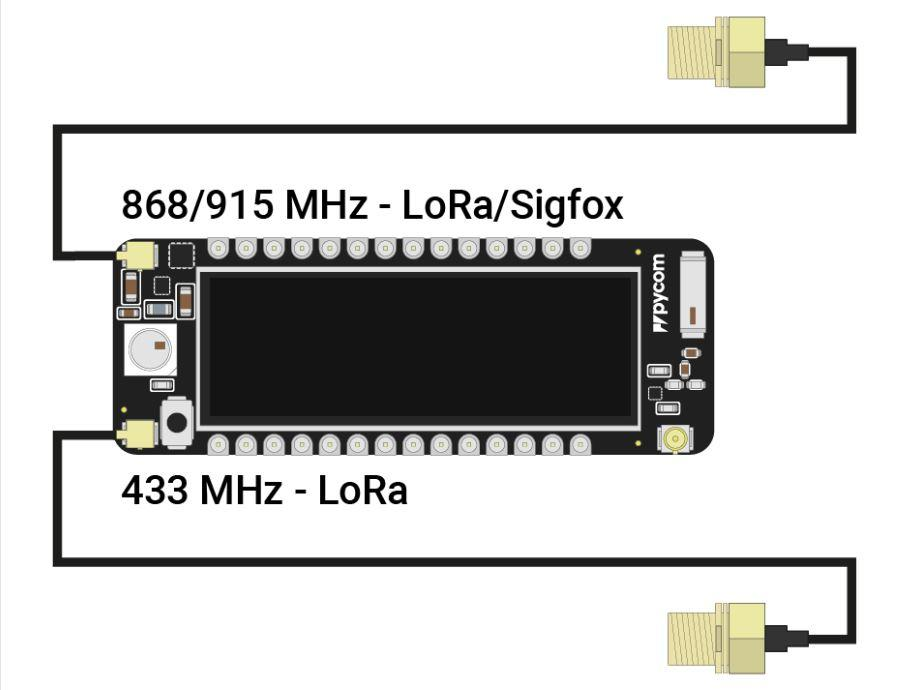 868/915 MHz - LoRa/Sigfox
pycom
433 MHz - LoRa